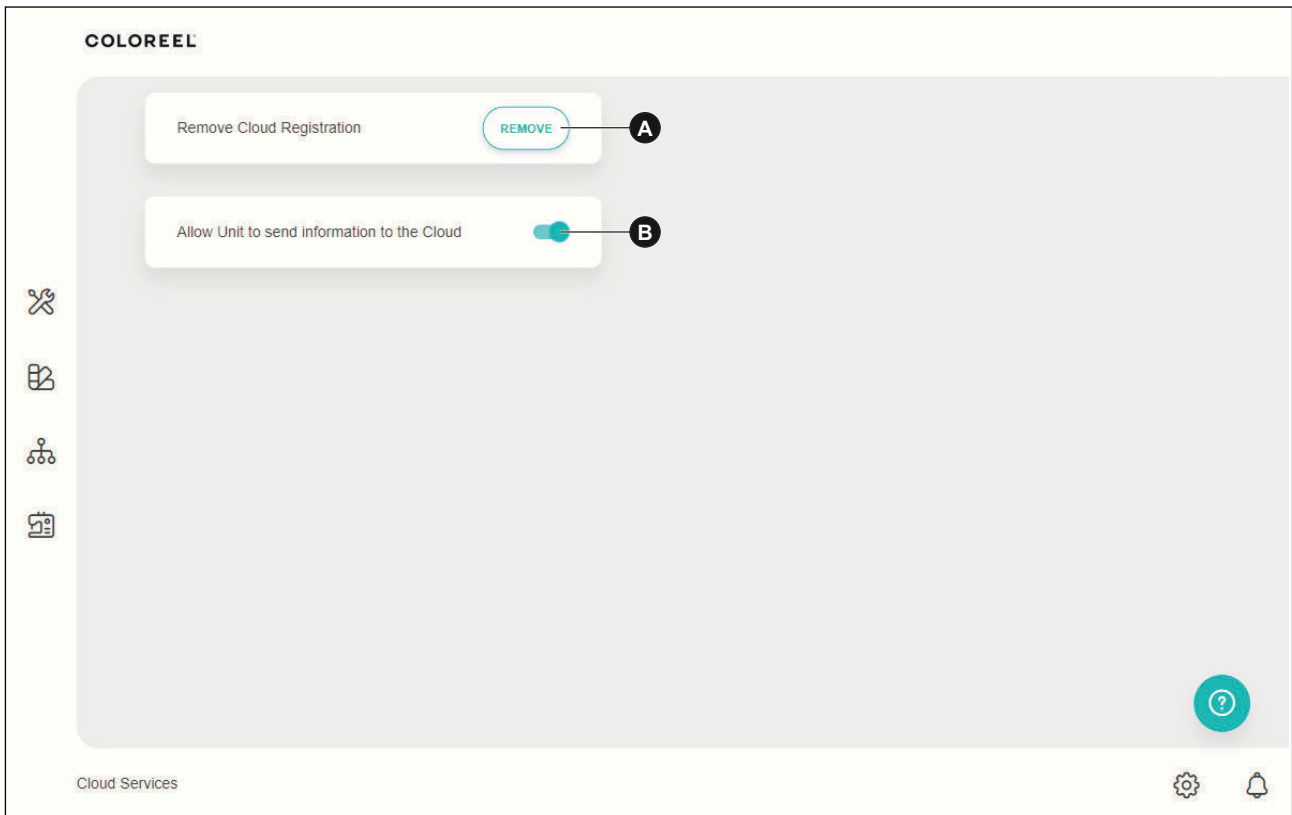 COLOREEL
Remove Cloud Registration REMOVE A
Allow Unit to send information to the Cloud B
?
Cloud Services